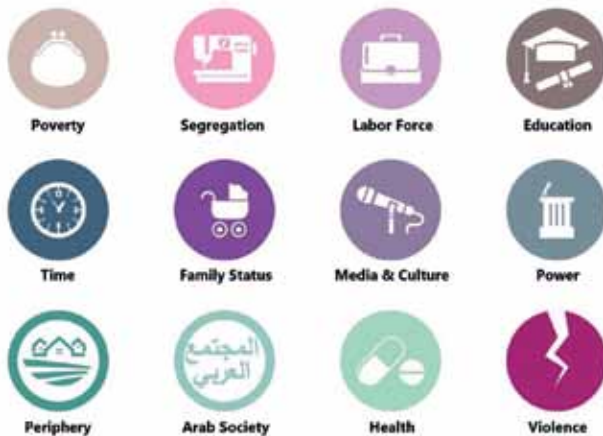 Poverty
Segregation
Labor Force
Education
Time
Family Status
Media & Culture
Power
المجتمع
العربي
Periphery
Arab Society
Health
Violence